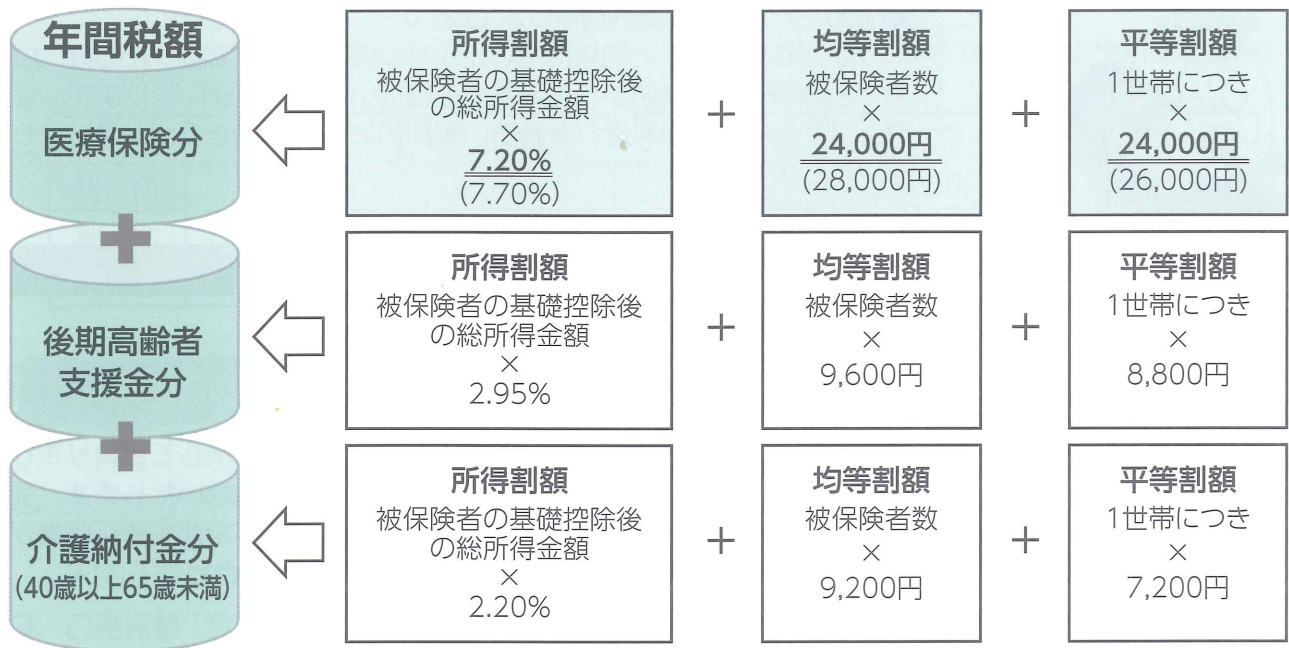 年間税額
医療保険分
所得割額
被保険者の基礎控除後
の総所得金額
×
7.20%
(7.70%)
+
均等割額
被保険者数
×
24,000円
(28,000円)
+
平等割額
1世帯につき
×
24,000円
(26,000円)
+
後期高齢者
支援金分
所得割額
被保険者の基礎控除後
の総所得金額
×
2.95%
+
均等割額
被保険者数
×
9,600円
+
平等割額
1世帯につき
×
8,800円
+
介護納付金分
(40歳以上65歳未満)
所得割額
被保険者の基礎控除後
の総所得金額
×
2.20%
+
均等割額
被保険者数
×
9,200円
+
平等割額
1世帯につき
×
7,200円